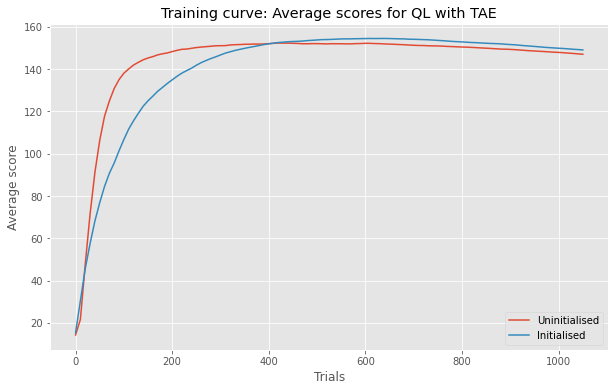 Training curve: Average scores for QL with TAE
Average score
160
140
120
100
80
60
40
20
0
200
400
600
800
1000
Trials
Uninitialised
Initialised